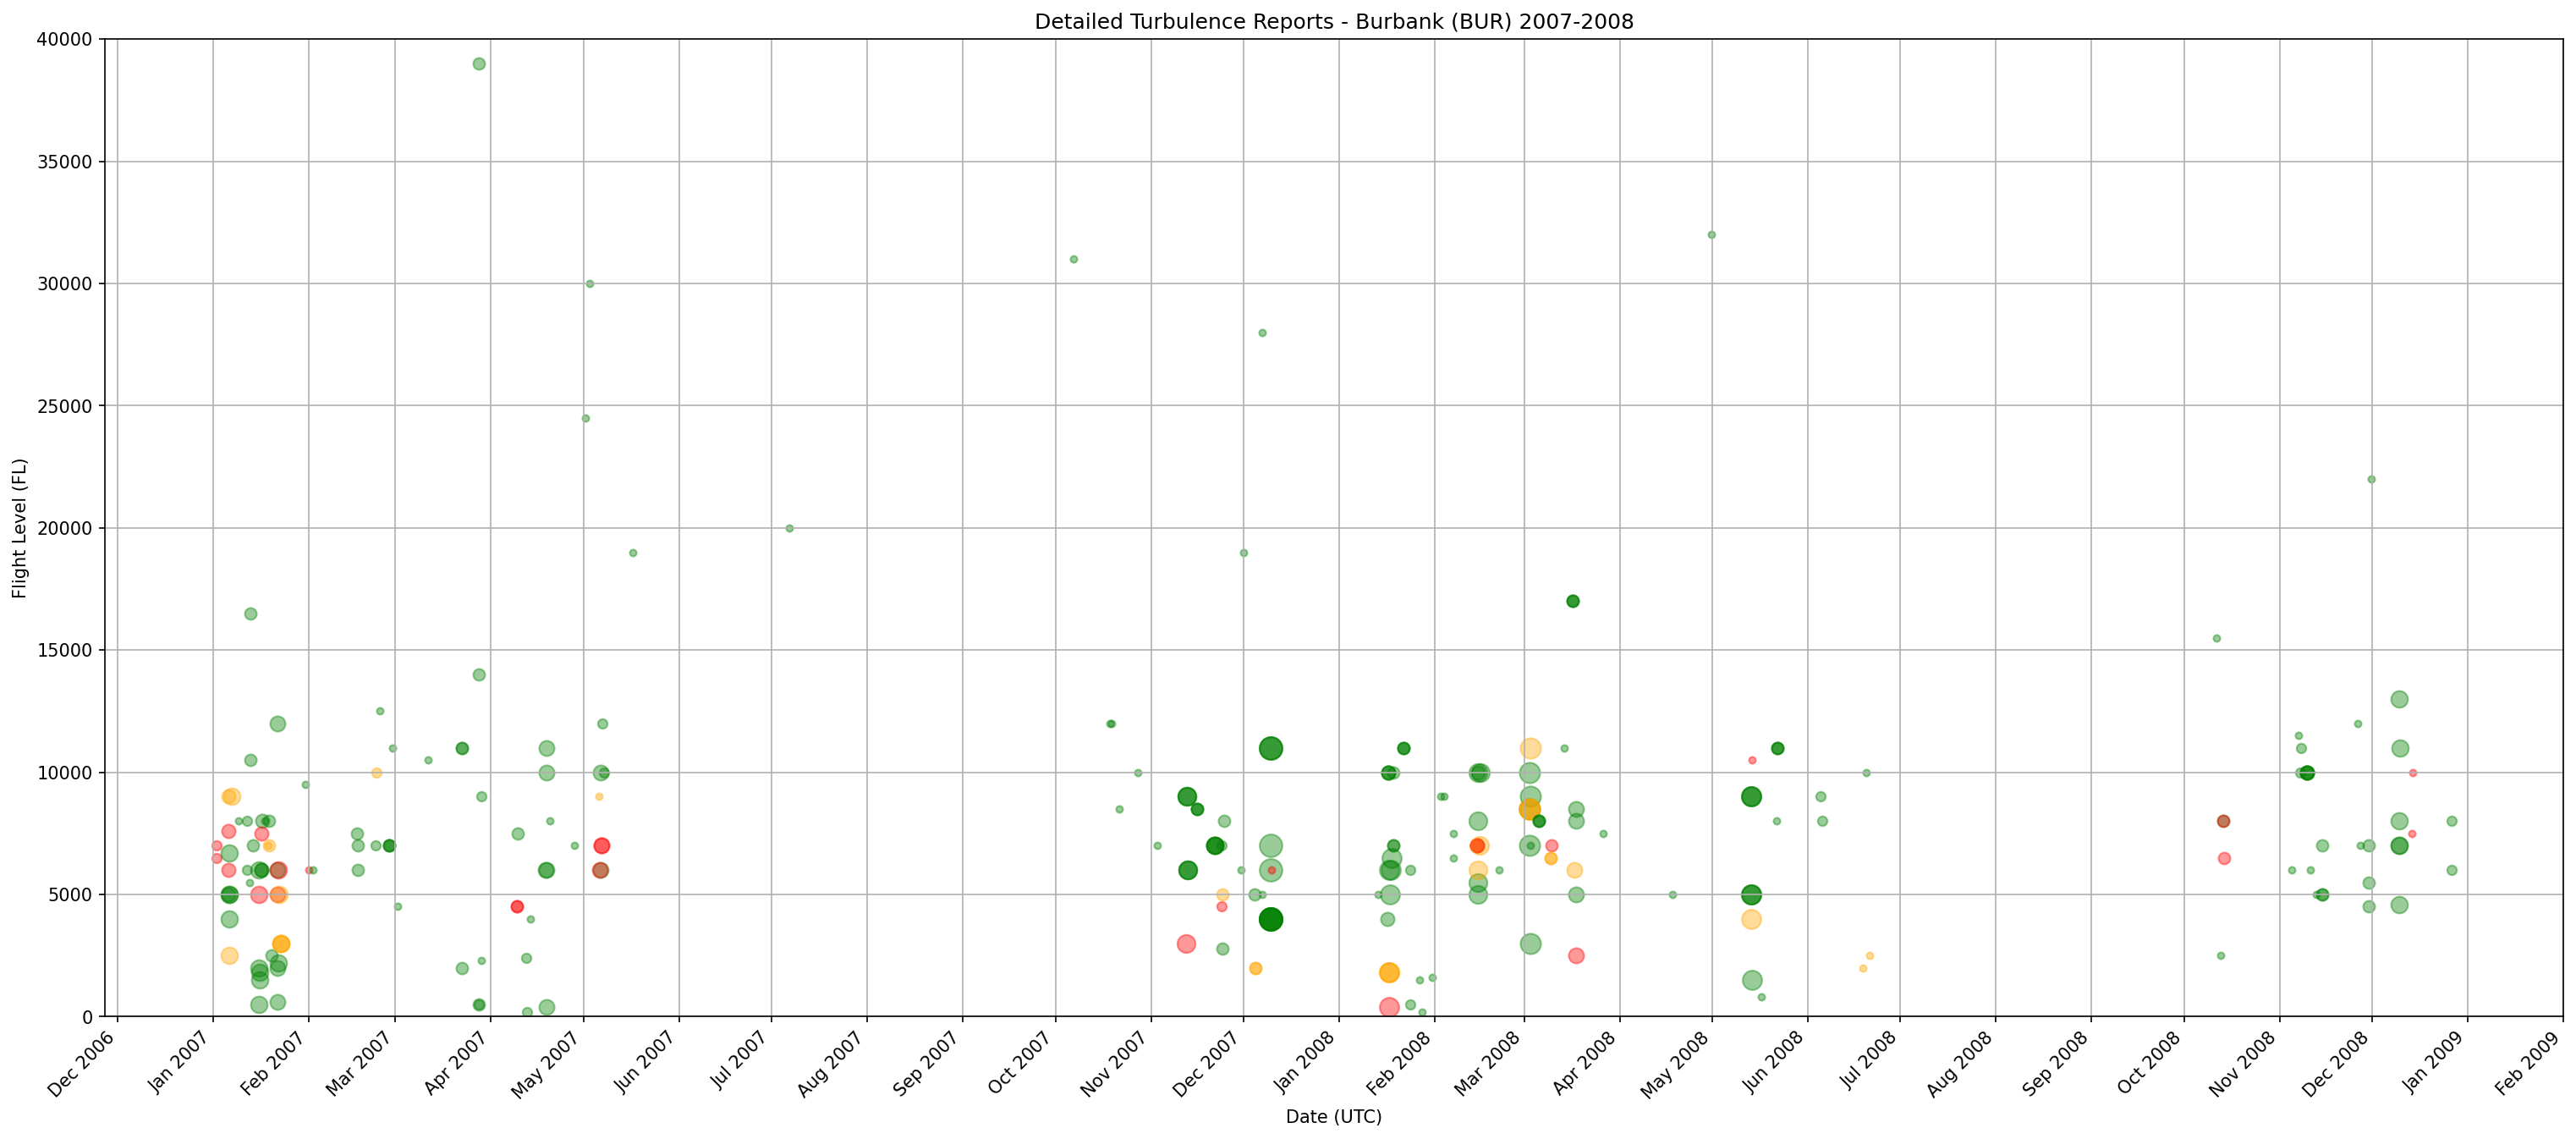 Detailed Turbulence Reports - Burbank (BUR) 2007-2008
Flight Level (FL)
40000
35000
30000
25000
20000
15000
10000
5000
0
Dec 2006
Jan 2007
Feb 2007
Mar 2007
Apr 2007
May 2007
Jun 2007
Jul 2007
Aug 2007
Sep 2007
Oct 2007
Nov 2007
Dec 2007
Jan 2008
Feb 2008
Mar 2008
Apr 2008
May 2008
Jun 2008
Jul 2008
Aug 2008
Sep 2008
Oct 2008
Nov 2008
Dec 2008
Jan 2009
Feb 2009
Date (UTC)